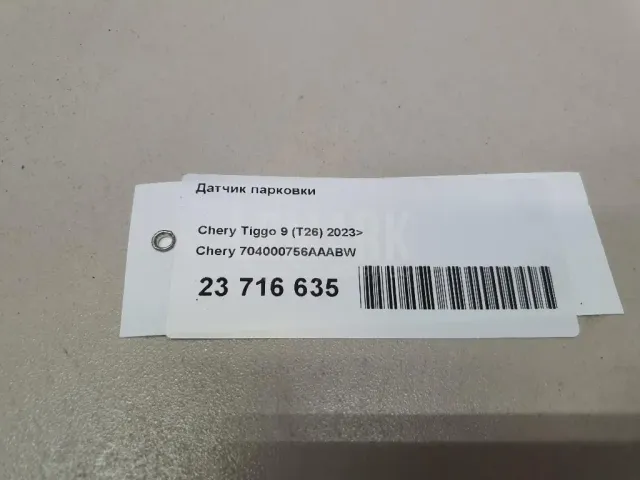 Датчик парковки
Chery Tiggo 9 (T26) 2023>
Chery 704000756AAABW
23 716 635